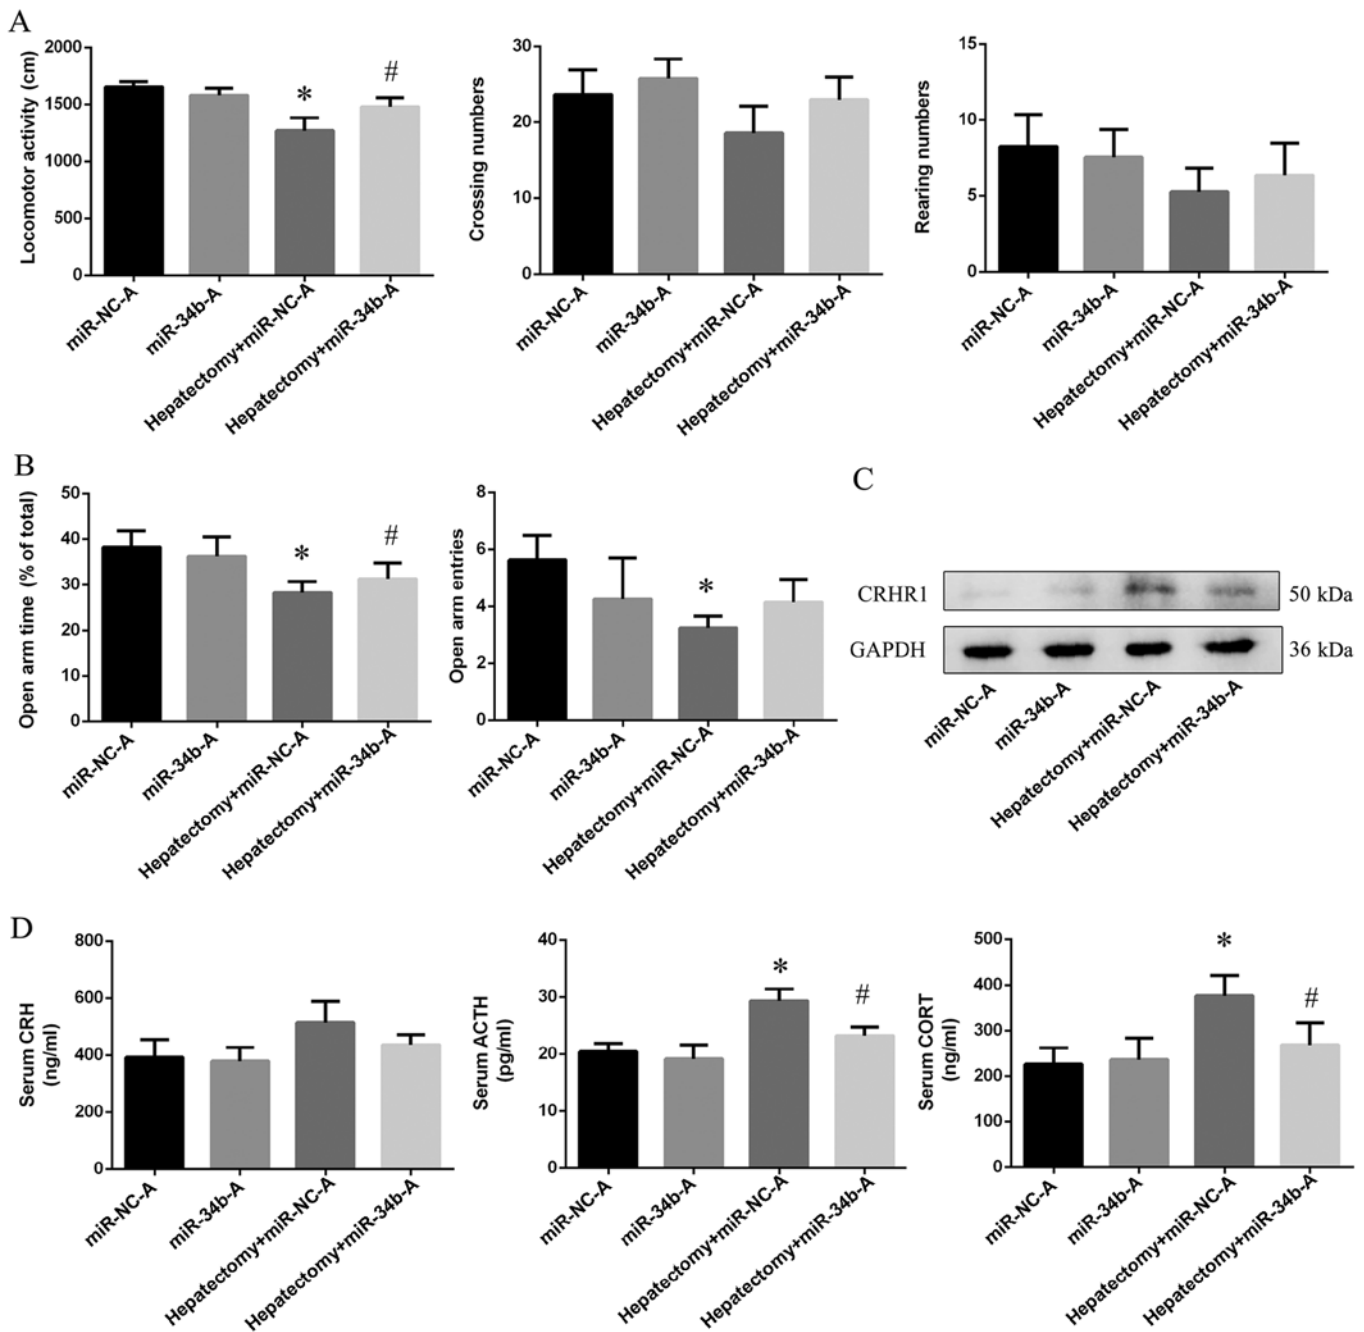 A
Locomotor activity (cm)
2000
1500
1000
500
0
*
#
miR-NC-A
miR-34b-A
Hepatectomy+miR-NC-A
Hepatectomy+miR-34b-A
Crossing numbers
30
20
10
0
miR-NC-A
miR-34b-A
Hepatectomy+miR-NC-A
Hepatectomy+miR-34b-A
Rearing numbers
15
10
5
0
miR-NC-A
miR-34b-A
Hepatectomy+miR-NC-A
Hepatectomy+miR-34b-A
B
Open arm time (% of total)
50
40
30
20
10
0
*
#
miR-NC-A
miR-34b-A
Hepatectomy+miR-NC-A
Hepatectomy+miR-34b-A
Open arm entries
8
6
4
2
0
*
miR-NC-A
miR-34b-A
Hepatectomy+miR-NC-A
Hepatectomy+miR-34b-A
C
CRHR1
50 kDa
GAPDH
36 kDa
miR-NC-A
miR-34b-A
Hepatectomy+miR-NC-A
Hepatectomy+miR-34b-A
D
Serum CRH
(ng/ml)
800
600
400
200
0
miR-NC-A
miR-34b-A
Hepatectomy+miR-NC-A
Hepatectomy+miR-34b-A
Serum ACTH
(pg/ml)
40
30
20
10
0
*
#
miR-NC-A
miR-34b-A
Hepatectomy+miR-NC-A
Hepatectomy+miR-34b-A
Serum CORT
(ng/ml)
500
400
300
200
100
0
*
#
miR-NC-A
miR-34b-A
Hepatectomy+miR-NC-A
Hepatectomy+miR-34b-A